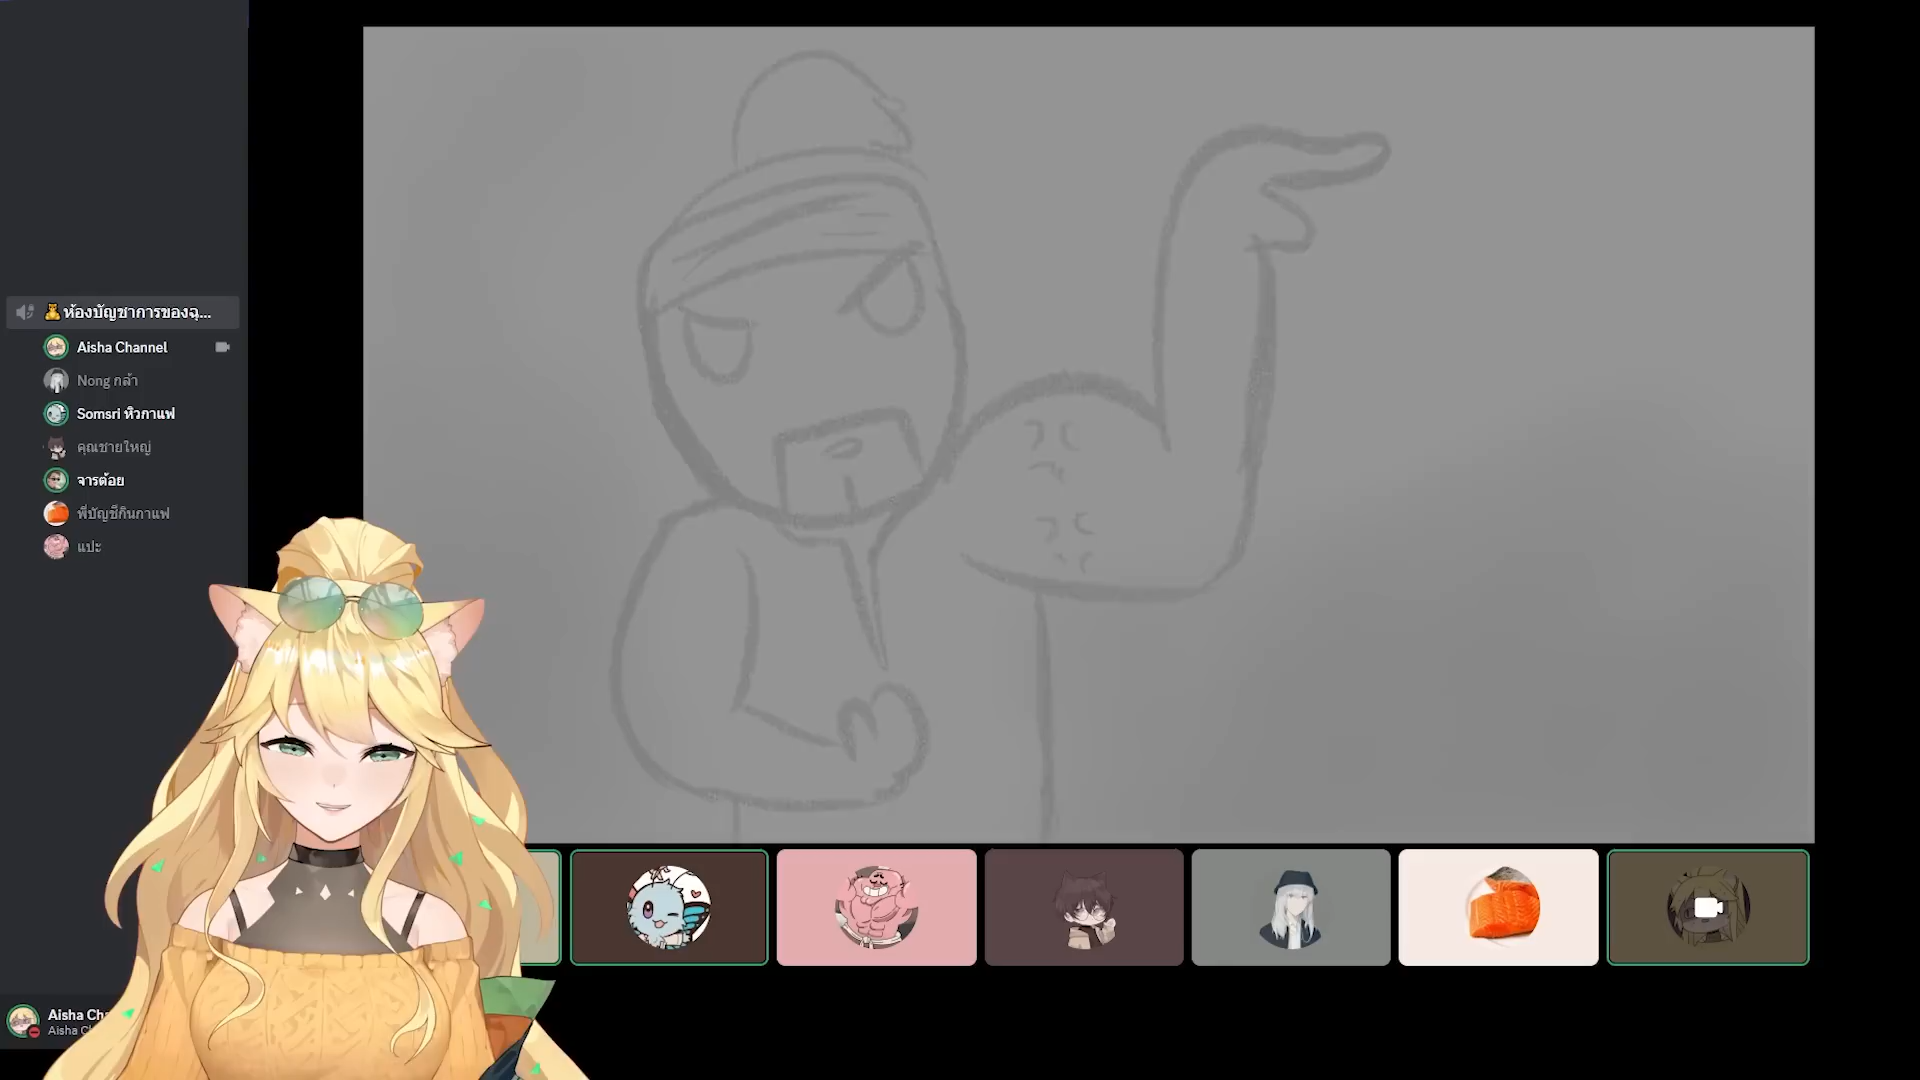 ห้องบัญชาการของฉุ...
Aisha Channel
Nong กล้า
Somsri หิวกาแฟ
คุณชายใหญ่
จารต้อย
พี่บัญชีกินกาแฟ
แปะ
Aisha Cha
Aisha Ch